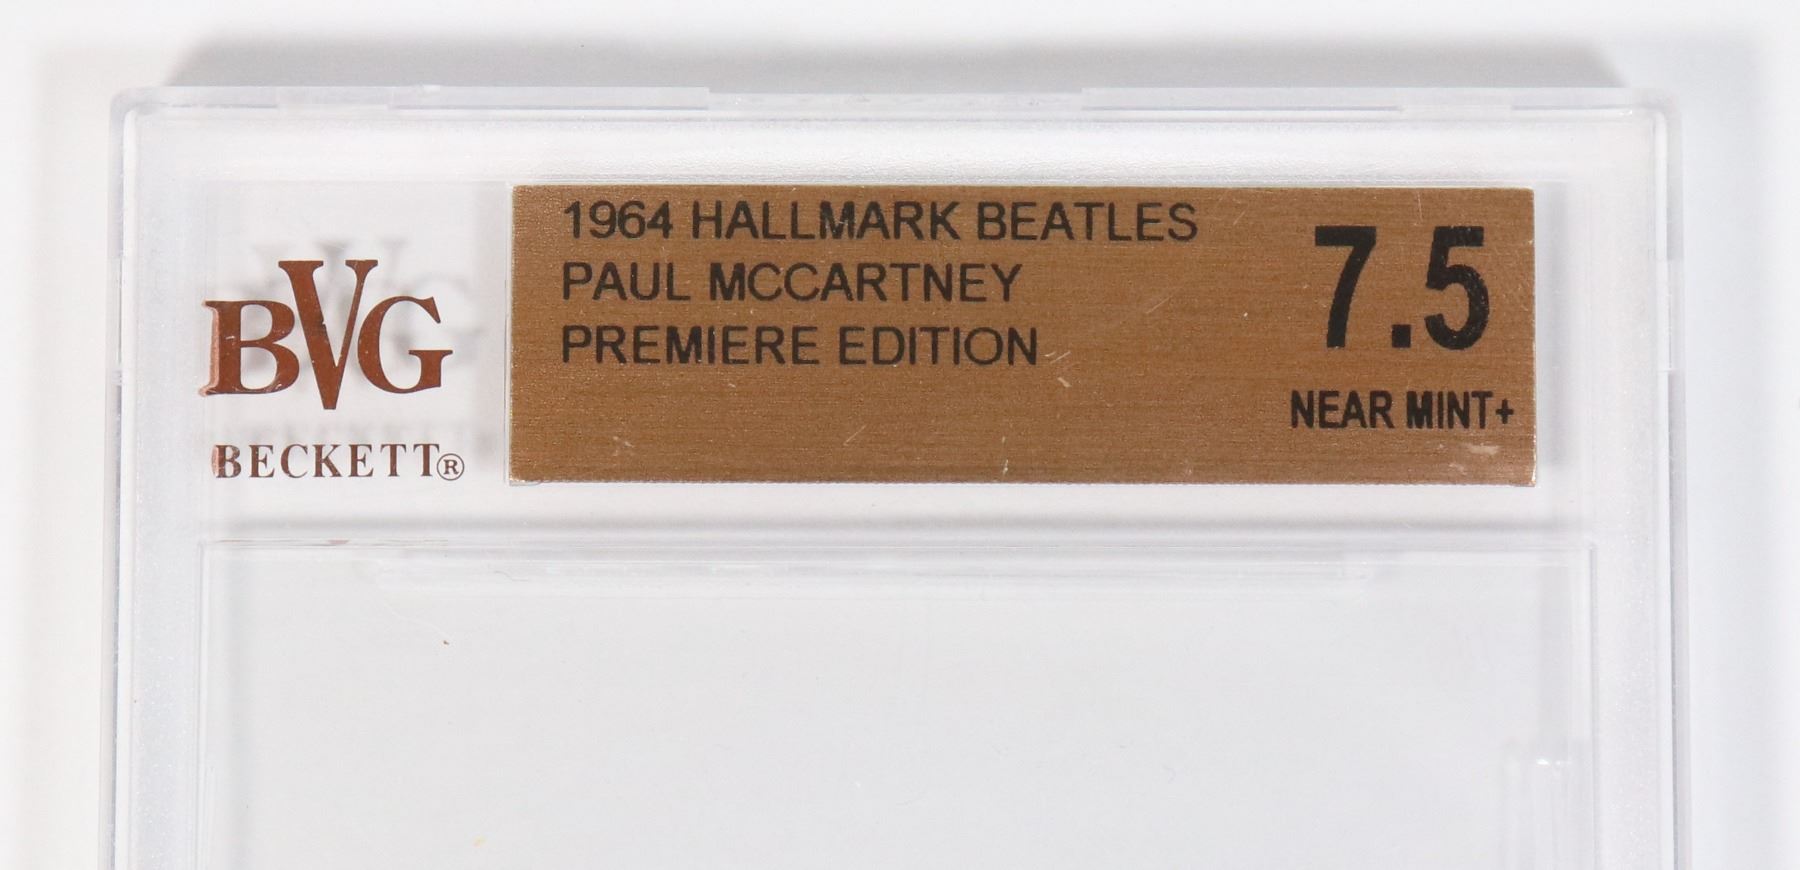 1964 HALLMARK BEATLES
PAUL MCCARTNEY
PREMIERE EDITION
7.5
NEAR MINT+
BVG
BECKETT®